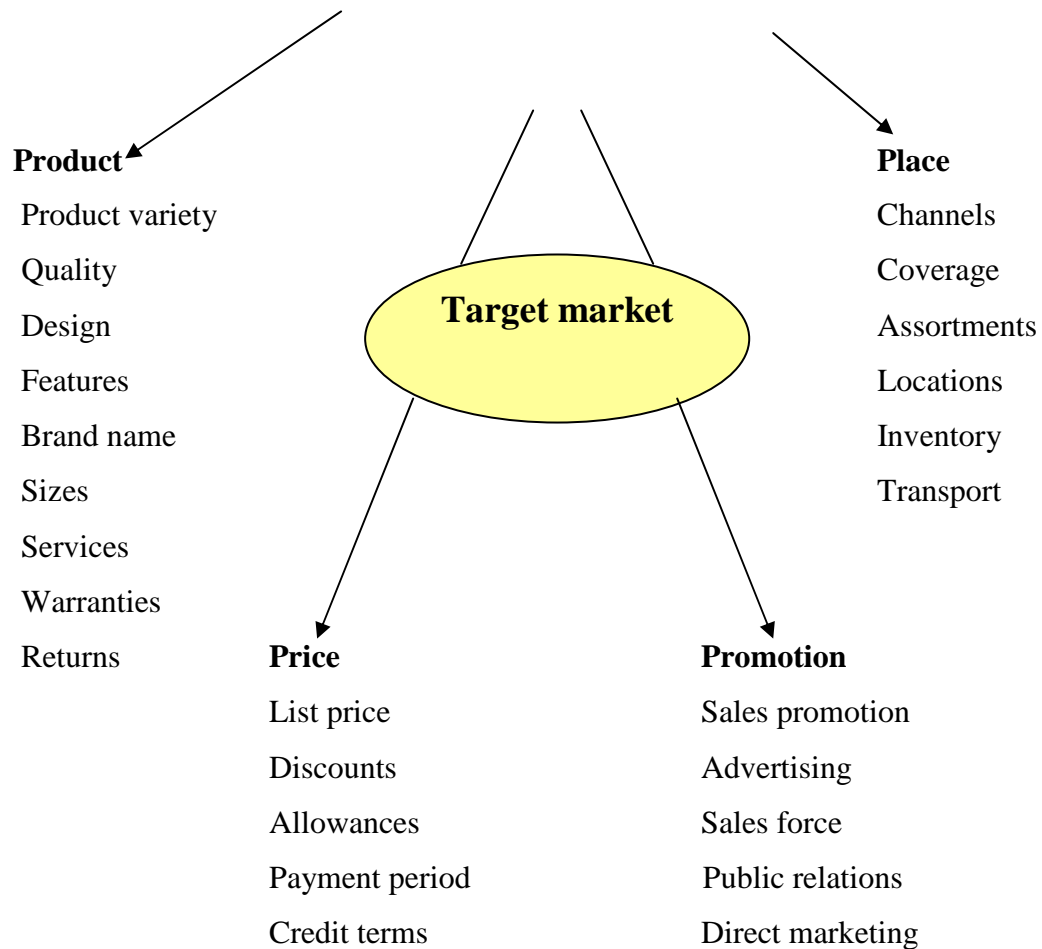 Product
Product variety
Quality
Design
Features
Brand name
Sizes
Services
Warranties
Returns
Target market
Place
Channels
Coverage
Assortments
Locations
Inventory
Transport
Price
List price
Discounts
Allowances
Payment period
Credit terms
Promotion
Sales promotion
Advertising
Sales force
Public relations
Direct marketing